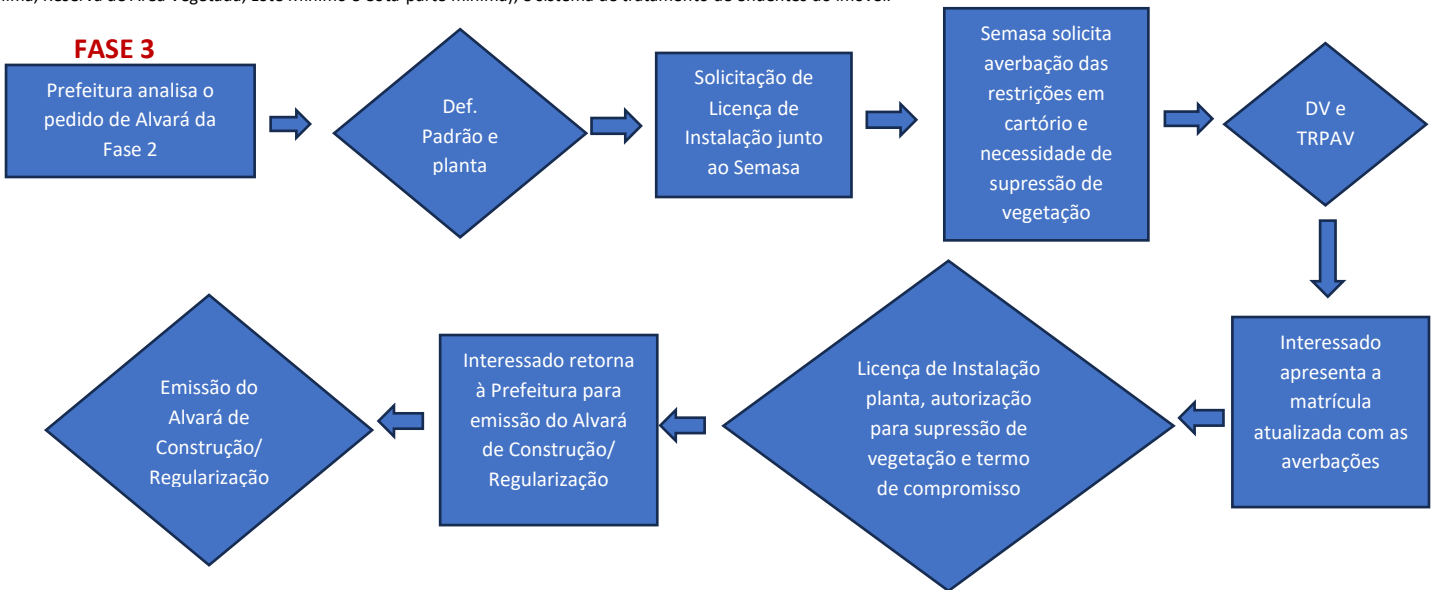 FASE 3
Prefeitura analisa o
pedido de Alvará da
Fase 2
Def.
Padrão e
planta
Solicitação de
Licença de
Instalação junto
ao Semasa
Semasa solicita
averbação das
restrições em
cartório e
necessidade de
supressão de
vegetação
DV e
TRPAV
Interessado
apresenta a
matrícula
atualizada com as
averbações
Licença de Instalação
planta, autorização
para supressão de
vegetação e termo
de compromisso
Interessado retorna
à Prefeitura para
emissão do Alvará
de Construção/
Regularização
Emissão do
Alvará de
Construção/
Regularização